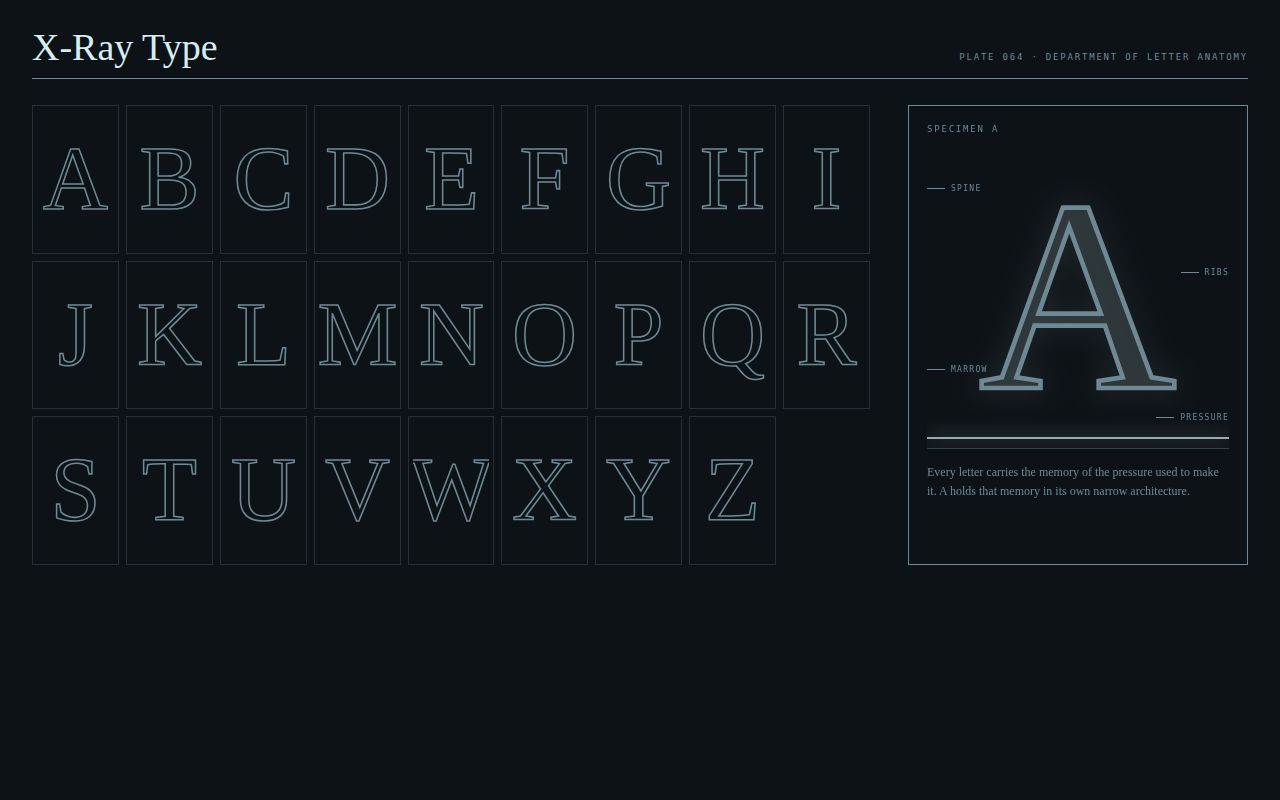 X-Ray Type
PLATE 064 · DEPARTMENT OF LETTER ANATOMY
A B C D E F G H I
J K L M N O P Q R
S T U V W X Y Z
SPECIMEN A
SPINE
A
RIBS
MARROW
PRESSURE
Every letter carries the memory of the pressure used to make
it. A holds that memory in its own narrow architecture.